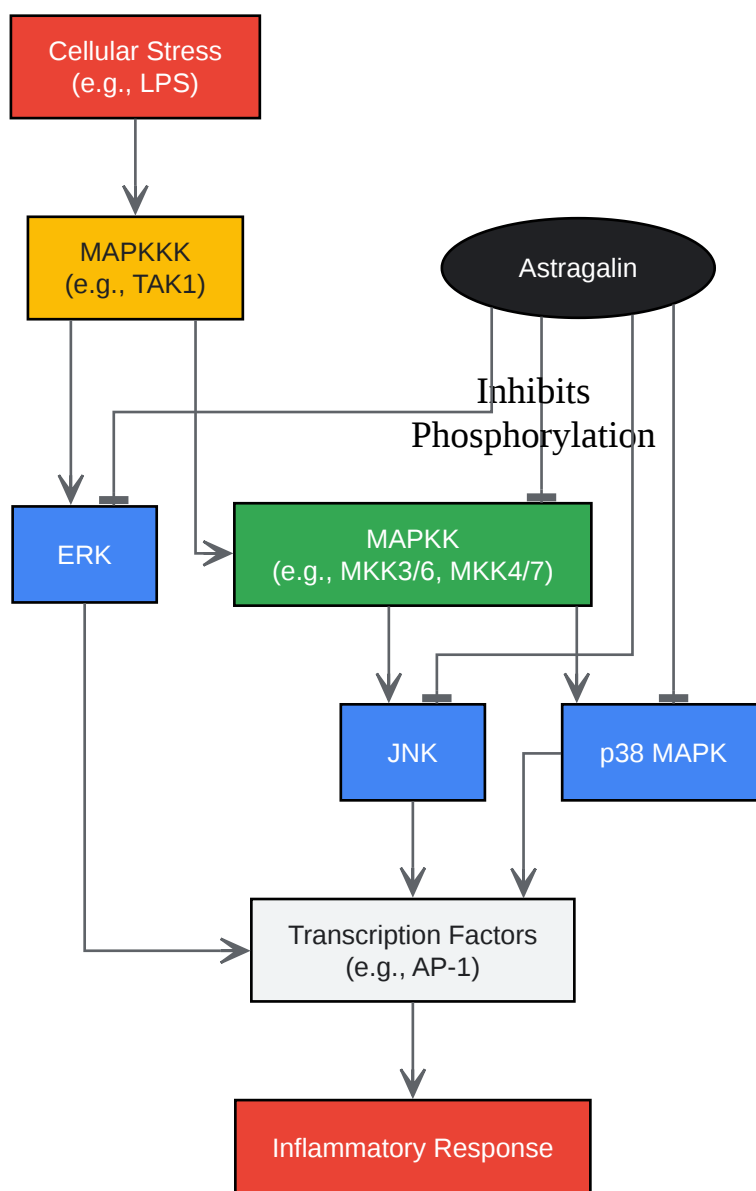 Cellular Stress
(e.g., LPS)
MAPKKK
(e.g., TAK1)
Astragalin
Inhibits
Phosphorylation
ERK
MAPKK
(e.g., MKK3/6, MKK4/7)
JNK
p38 MAPK
Transcription Factors
(e.g., AP-1)
Inflammatory Response